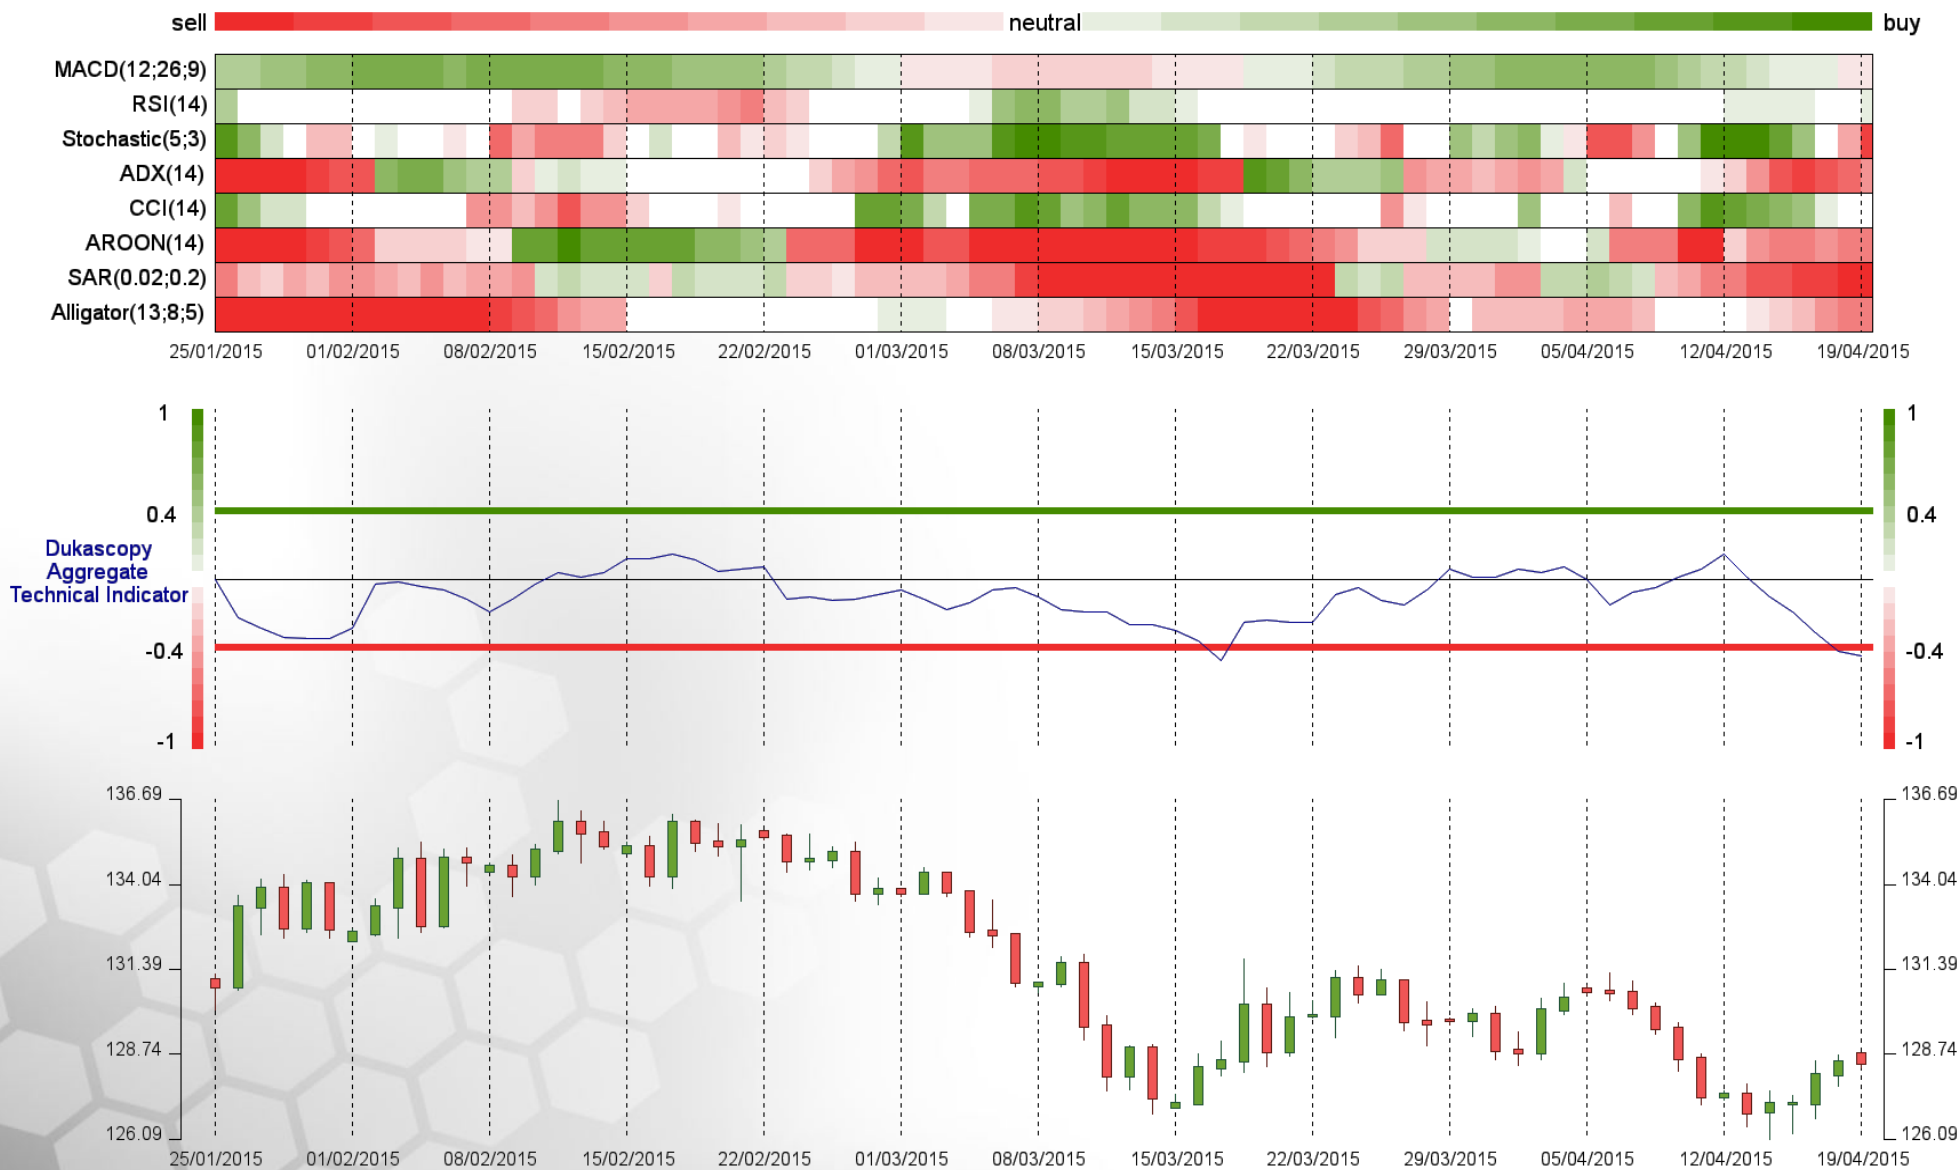 sell neutral buy
MACD(12;26;9)
RSI(14)
Stochastic(5;3)
ADX(14)
CCI(14)
AROON(14)
SAR(0.02;0.2)
Alligator(13;8;5)
25/01/2015 01/02/2015 08/02/2015 15/02/2015 22/02/2015 01/03/2015 08/03/2015 15/03/2015 22/03/2015 29/03/2015 05/04/2015 12/04/2015 19/04/2015
1 1
0.4 0.4
Dukascopy
Aggregate
Technical Indicator
-0.4 -0.4
-1 -1
136.69 136.69
134.04 134.04
131.39 131.39
128.74 128.74
126.09 126.09
25/01/2015 01/02/2015 08/02/2015 15/02/2015 22/02/2015 01/03/2015 08/03/2015 15/03/2015 22/03/2015 29/03/2015 05/04/2015 12/04/2015 19/04/2015